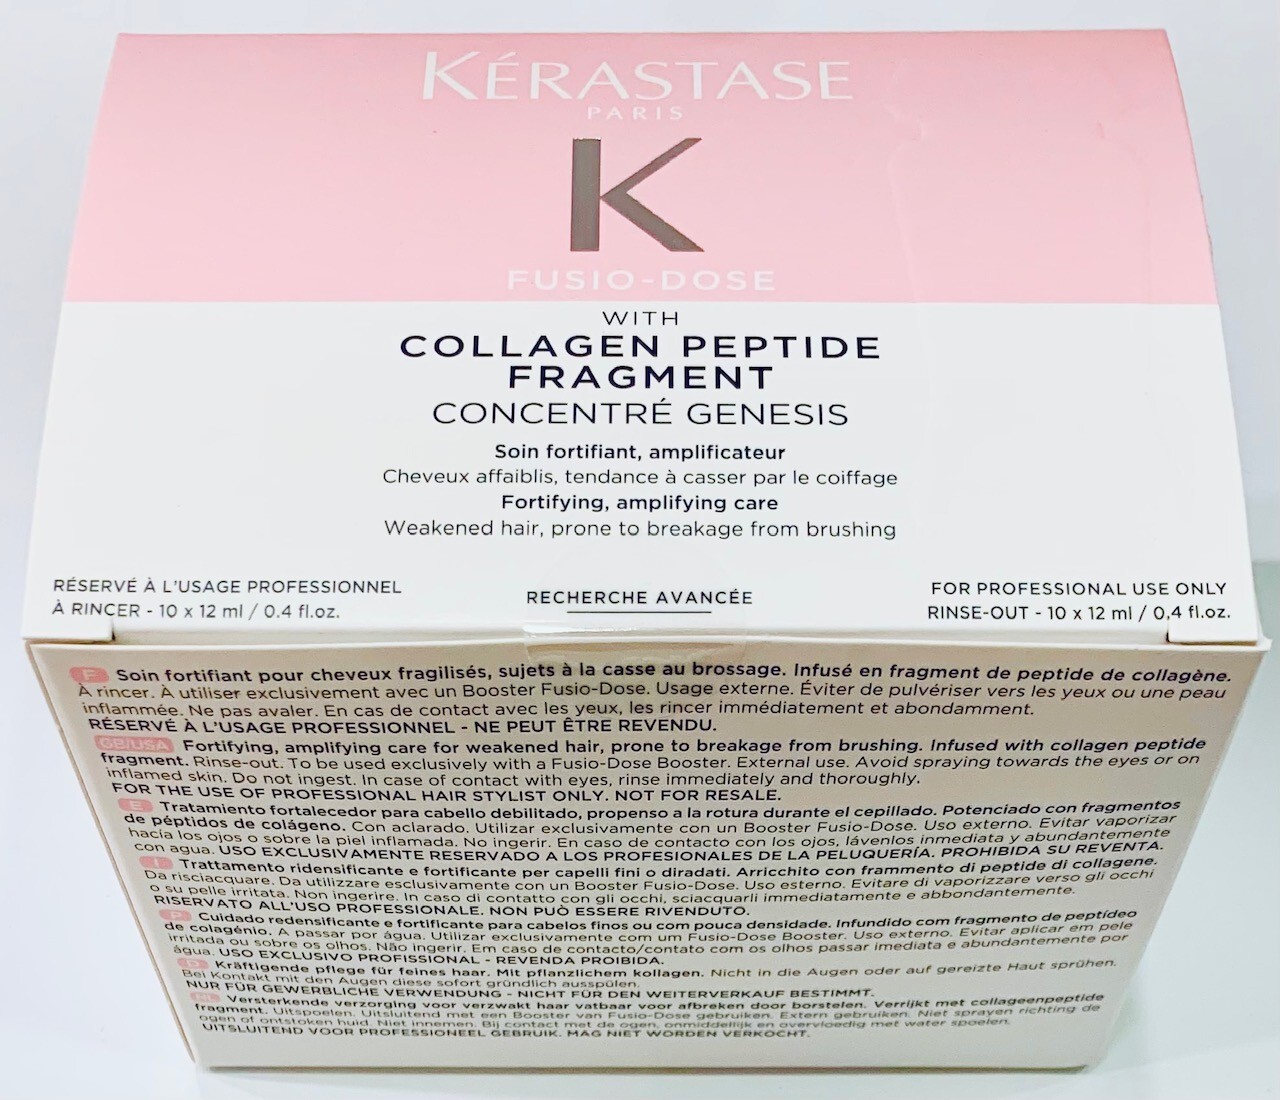 KÉRASTASE
PARIS
K
FUSIO-DOSE
WITH
COLLAGEN PEPTIDE
FRAGMENT
CONCENTRÉ GENESIS
Soin fortifiant, amplificateur
Cheveux affaiblis, tendance à casser par le coiffage
Fortifying, amplifying care
Weakened hair, prone to breakage from brushing
RÉSERVÉ À L'USAGE PROFESSIONNEL
À RINCER - 10 x 12 ml / 0.4 fl.oz.
RECHERCHE AVANCÉE
FOR PROFESSIONAL USE ONLY
RINSE-OUT - 10 x 12 ml / 0,4 fl.oz.
F Soin fortifiant pour cheveux fragilisés, sujets à la casse au brossage. Infusé en fragment de peptide de collagène.
À rincer. À utiliser exclusivement avec un Booster Fusio-Dose. Usage externe. Éviter de pulvériser vers les yeux ou une peau
inflammée. Ne pas avaler. En cas de contact avec les yeux, les rincer immédiatement et abondamment.
RÉSERVÉ À L'USAGE PROFESSIONNEL - NE PEUT ÊTRE REVENDU.
GB/USA Fortifying, amplifying care for weakened hair, prone to breakage from brushing. Infused with collagen peptide
fragment. Rinse-out. To be used exclusively with a Fusio-Dose Booster. External use. Avoid spraying towards the eyes or on
inflamed skin. Do not ingest. In case of contact with eyes, rinse immediately and thoroughly.
FOR THE USE OF PROFESSIONAL HAIR STYLIST ONLY. NOT FOR RESALE.
E Tratamiento fortalecedor para cabello debilitado, propenso a la rotura durante el cepillado. Potenciado con fragmentos
de péptidos de colágeno. Con aclarado. Utilizar exclusivamente con un Booster Fusio-Dose. Uso externo. Evitar vaporizar
hacia los ojos o sobre la piel inflamada. No ingerir. En caso de contacto con los ojos, lávenlos inmediata y abundantemente
con agua. USO EXCLUSIVAMENTE RESERVADO A LOS PROFESIONALES DE LA PELUQUERÍA. PROHIBIDA SU REVENTA.
I Trattamento ridensificante e fortificante per capelli fini o diradati. Arricchito con frammento di peptide di collagene.
Da risciacquare. Da utilizzare esclusivamente con un Booster Fusio-Dose. Uso esterno. Evitare di vaporizzare verso gli occhi
o su pelle irritata. Non ingerire. In caso di contatto con gli occhi, sciacquarli immediatamente e abbondantemente.
RISERVATO ALL'USO PROFESSIONALE. NON PUÒ ESSERE RIVENDUTO.
P Cuidado redensificante e fortificante para cabelos finos ou com pouca densidade. Infundido com fragmento de peptídeo
de colagénio. A passar por água. Utilizar exclusivamente com um Fusio-Dose Booster. Uso externo. Evitar aplicar em pele
irritada ou sobre os olhos. Não ingerir. Em caso de contacto/contato com os olhos passar imediata e abundantemente por
água. USO EXCLUSIVO PROFISSIONAL - REVENDA PROIBIDA.
D Kräftigende pflege für feines haar. Mit pflanzlichem kollagen. Nicht in die Augen oder auf gereizte Haut sprühen.
Bei Kontakt mit den Augen diese sofort gründlich ausspülen.
NUR FÜR GEWERBLICHE VERWENDUNG - NICHT FÜR DEN WEITERVERKAUF BESTIMMT.
NL Versterkende verzorging voor verzwakt haar vatbaar voor afbreken door borstelen. Verrijkt met collageenpeptide
fragment. Uitspoelen. Uitsluitend met een Booster van Fusio-Dose gebruiken. Extern gebruiken. Niet sprayen richting de
ogen of ontstoken huid. Niet innemen. Bij contact met de ogen, onmiddellijk en overvloedig met water spoelen.
UITSLUITEND VOOR PROFESSIONEEL GEBRUIK. MAG NIET WORDEN VERKOCHT.